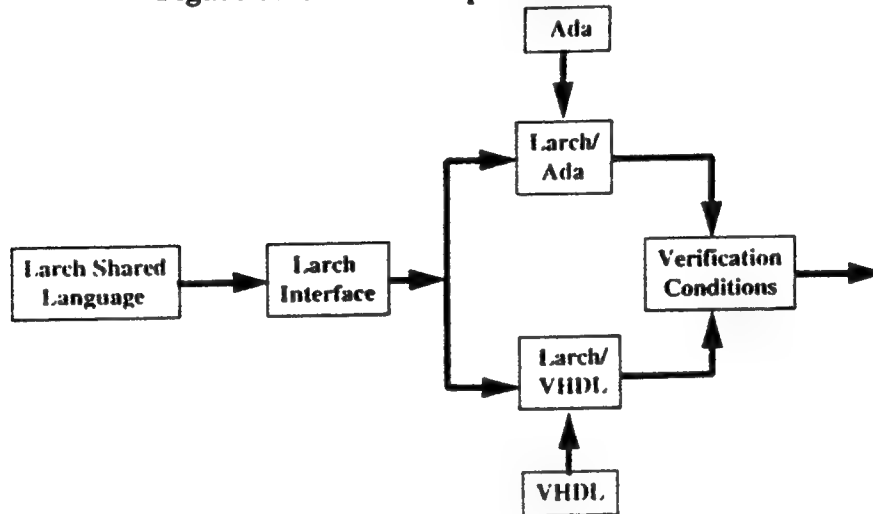 Ada
Larch/
Ada
Larch Shared
Language
Larch
Interface
Verification
Conditions
Larch/
VHDL
VHDL